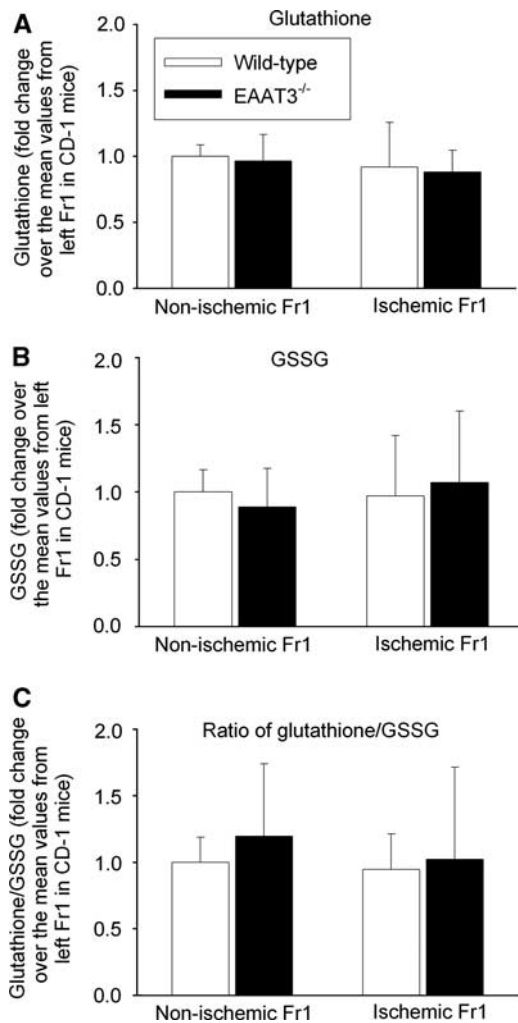 A
Glutathione
Glutathione (fold change
over the mean values from
left Fr1 in CD-1 mice)
2.0
1.5
1.0
0.5
0.0
Wild-type
EAAT3-/-
Non-ischemic Fr1
Ischemic Fr1
B
GSSG
GSSG (fold change over
the mean values from left
Fr1 in CD-1 mice)
2.0
1.5
1.0
0.5
0.0
Non-ischemic Fr1
Ischemic Fr1
C
Ratio of glutathione/GSSG
Glutathione/GSSG (fold change
over the mean values from
left Fr1 in CD-1 mice)
2.0
1.5
1.0
0.5
0.0
Non-ischemic Fr1
Ischemic Fr1